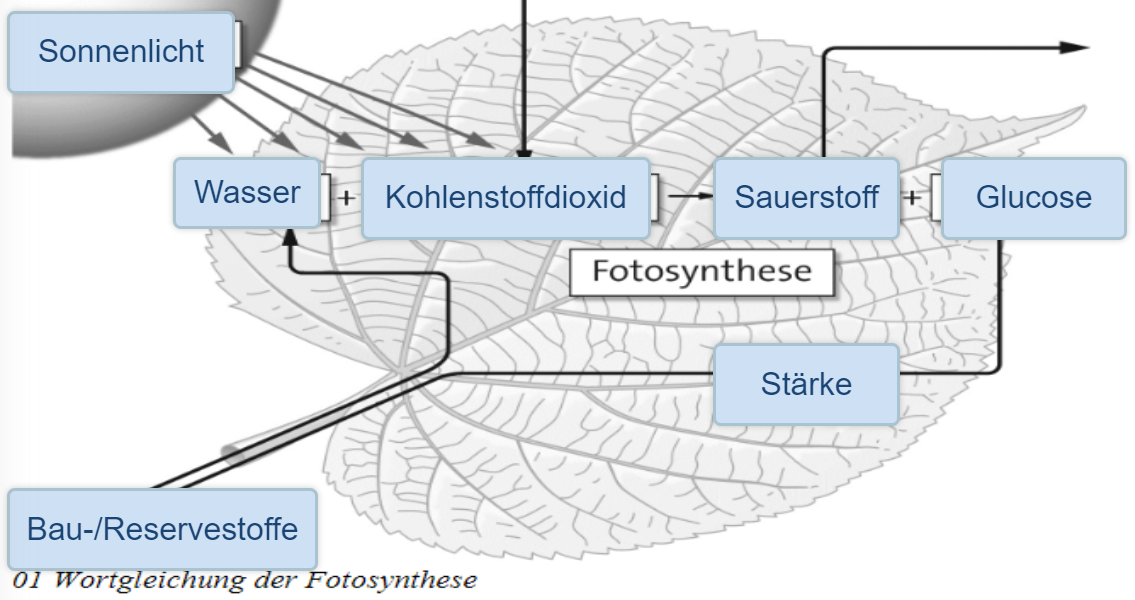 Sonnenlicht
Wasser + Kohlenstoffdioxid → Sauerstoff + Glucose
Fotosynthese
Stärke
Bau-/Reservestoffe
01 Wortgleichung der Fotosynthese